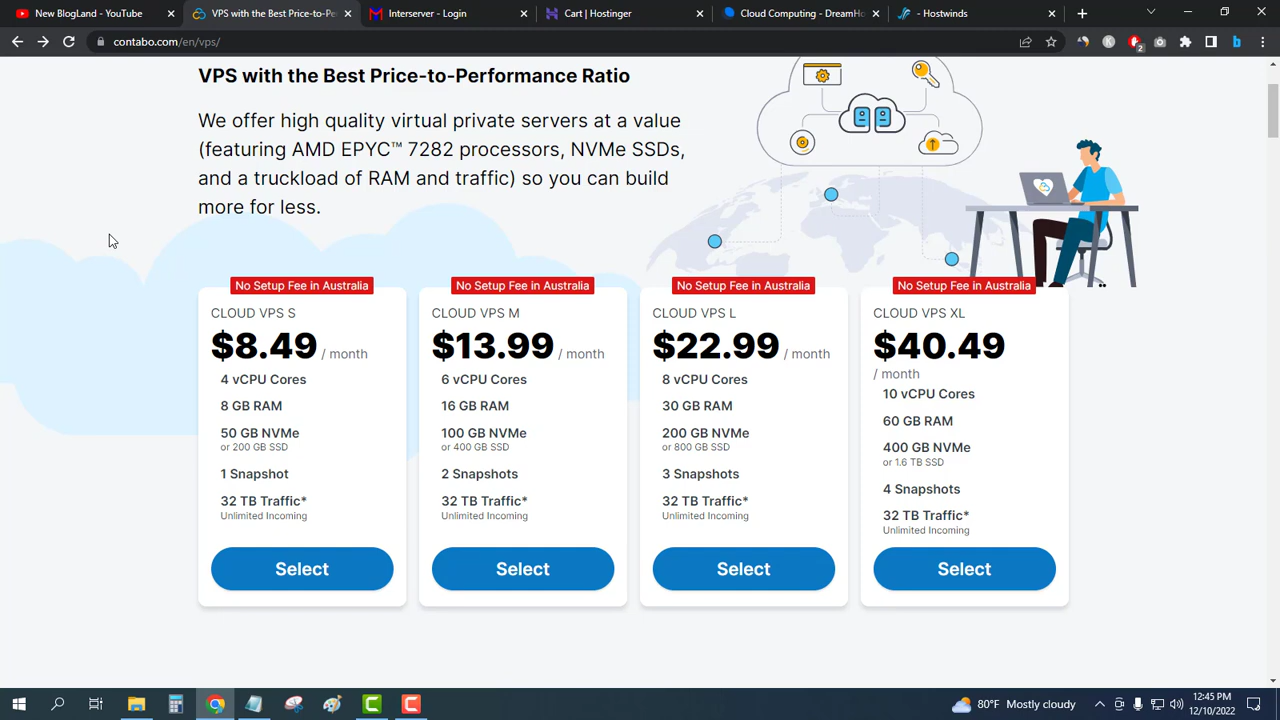 New BlogLand - YouTube
VPS with the Best Price-to-Pe
Interserver - Login
Cart | Hostinger
Cloud Computing - DreamHo
- Hostwinds
contabo.com/en/vps/
2
VPS with the Best Price-to-Performance Ratio
We offer high quality virtual private servers at a value
(featuring AMD EPYC™ 7282 processors, NVMe SSDs,
and a truckload of RAM and traffic) so you can build
more for less.
No Setup Fee in Australia
CLOUD VPS S
$8.49 / month
4 vCPU Cores
8 GB RAM
50 GB NVMe
or 200 GB SSD
1 Snapshot
32 TB Traffic*
Unlimited Incoming
Select
No Setup Fee in Australia
CLOUD VPS M
$13.99 / month
6 vCPU Cores
16 GB RAM
100 GB NVMe
or 400 GB SSD
2 Snapshots
32 TB Traffic*
Unlimited Incoming
Select
No Setup Fee in Australia
CLOUD VPS L
$22.99 / month
8 vCPU Cores
30 GB RAM
200 GB NVMe
or 800 GB SSD
3 Snapshots
32 TB Traffic*
Unlimited Incoming
Select
No Setup Fee in Australia
CLOUD VPS XL
$40.49
/ month
10 vCPU Cores
60 GB RAM
400 GB NVMe
or 1.6 TB SSD
4 Snapshots
32 TB Traffic*
Unlimited Incoming
Select
80°F Mostly cloudy
12:45 PM
12/10/2022